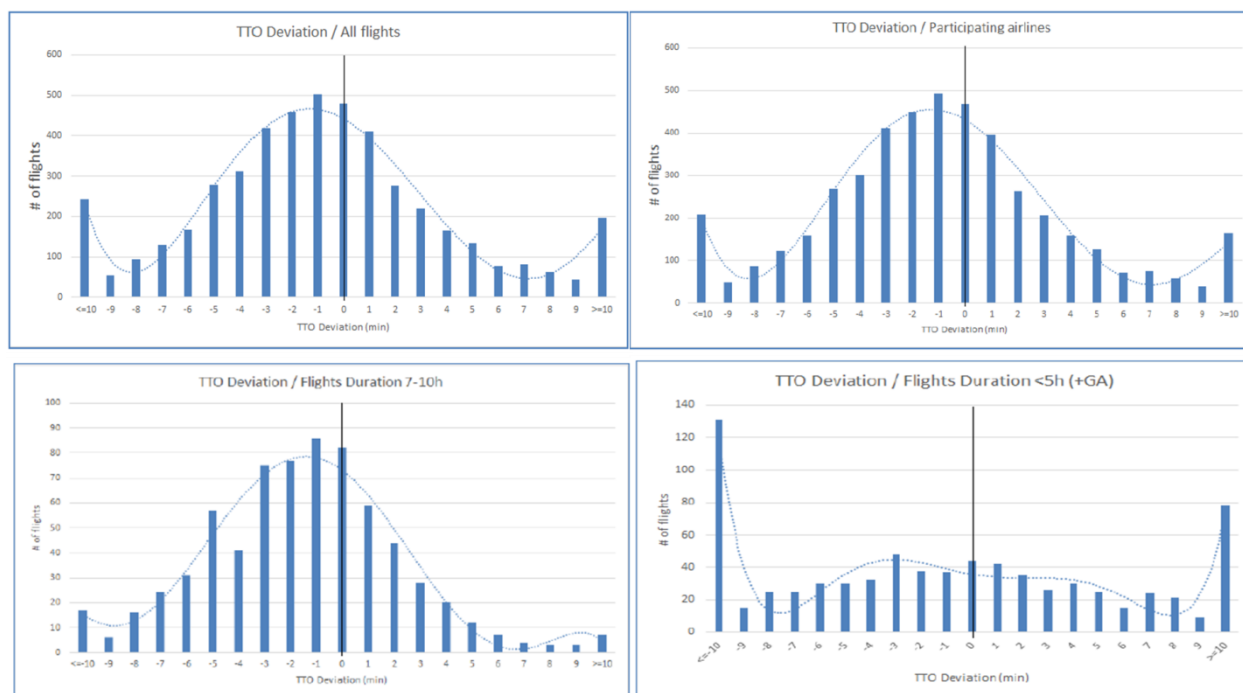 TTO Deviation / All flights
# of flights
600
500
400
300
200
100
0
<=10 -9 -8 -7 -6 -5 -4 -3 -2 -1 0 1 2 3 4 5 6 7 8 9 >=10
TTO Deviation (min)
TTO Deviation / Participating airlines
# of flights
600
500
400
300
200
100
0
<=10 -9 -8 -7 -6 -5 -4 -3 -2 -1 0 1 2 3 4 5 6 7 8 9 >=10
TTO Deviation (min)
TTO Deviation / Flights Duration 7-10h
# of flights
100
90
80
70
60
50
40
30
20
10
0
<=-10 -9 -8 -7 -6 -5 -4 -3 -2 -1 0 1 2 3 4 5 6 7 8 9 >=10
TTO Deviation (min)
TTO Deviation / Flights Duration <5h (+GA)
# of flights
140
120
100
80
60
40
20
0
<=-10 -9 -8 -7 -6 -5 -4 -3 -2 -1 0 1 2 3 4 5 6 7 8 9 >=10
TTO Deviation (min)